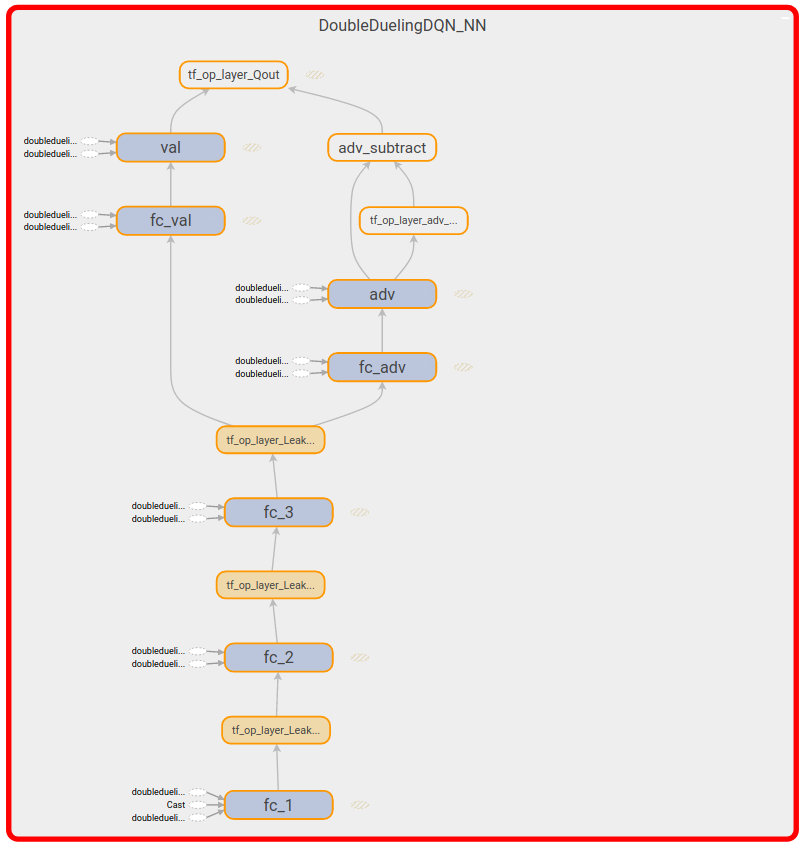 DoubleDuelingDQN_NN
tf_op_layer_Qout
doubledueli...
doubledueli...
val
adv_subtract
doubledueli...
doubledueli...
fc_val
tf_op_layer_adv_...
doubledueli...
doubledueli...
adv
doubledueli...
doubledueli...
fc_adv
tf_op_layer_Leak...
doubledueli...
doubledueli...
fc_3
tf_op_layer_Leak...
doubledueli...
doubledueli...
fc_2
tf_op_layer_Leak...
doubledueli...
Cast
doubledueli...
fc_1